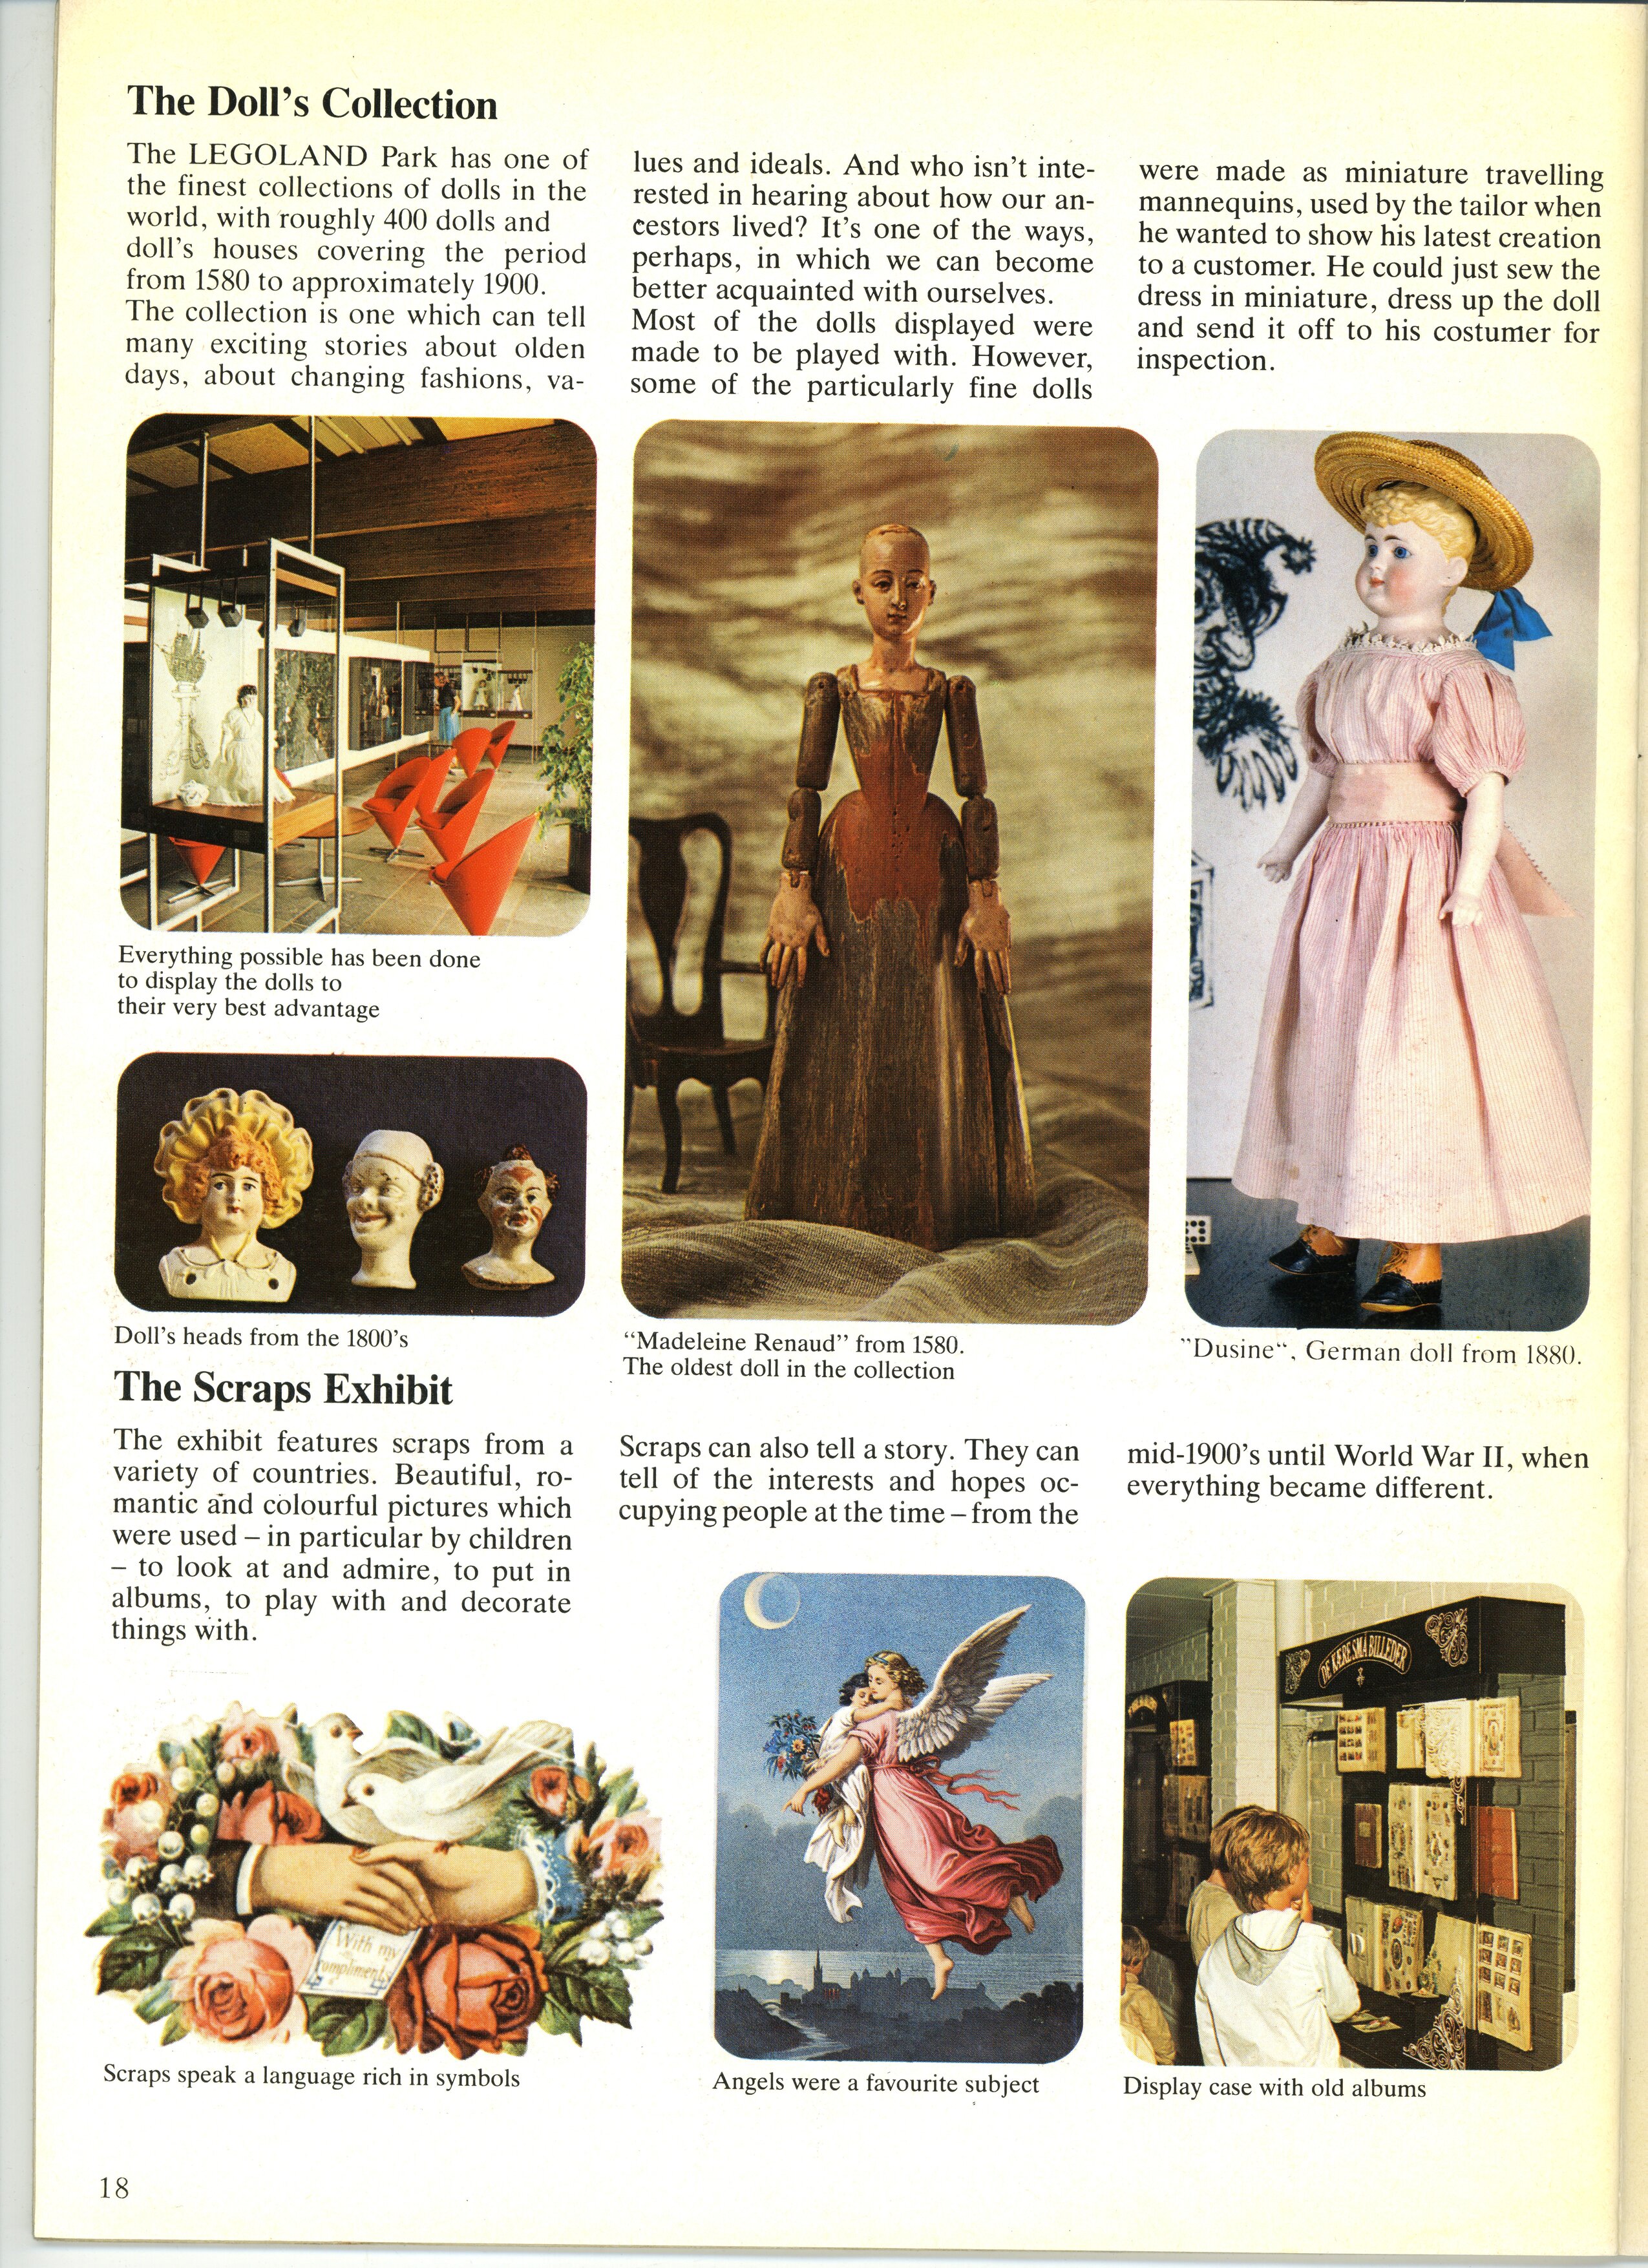 The Doll's Collection
The LEGOLAND Park has one of
the finest collections of dolls in the
world, with roughly 400 dolls and
doll's houses covering the period
from 1580 to approximately 1900.
The collection is one which can tell
many exciting stories about olden
days, about changing fashions, va-
lues and ideals. And who isn't inte-
rested in hearing about how our an-
cestors lived? It's one of the ways,
perhaps, in which we can become
better acquainted with ourselves.
Most of the dolls displayed were
made to be played with. However,
some of the particularly fine dolls
were made as miniature travelling
mannequins, used by the tailor when
he wanted to show his latest creation
to a customer. He could just sew the
dress in miniature, dress up the doll
and send it off to his costumer for
inspection.
Everything possible has been done
to display the dolls to
their very best advantage
Doll's heads from the 1800's
"Madeleine Renaud" from 1580.
The oldest doll in the collection
"Dusine“. German doll from 1880.
The Scraps Exhibit
The exhibit features scraps from a
variety of countries. Beautiful, ro-
mantic and colourful pictures which
were used – in particular by children
– to look at and admire, to put in
albums, to play with and decorate
things with.
Scraps can also tell a story. They can
tell of the interests and hopes oc-
cupying people at the time – from the
mid-1900's until World War II, when
everything became different.
With my
compliments
DE KÆRE SMÅ BILLEDER
Scraps speak a language rich in symbols
Angels were a favourite subject
Display case with old albums
18